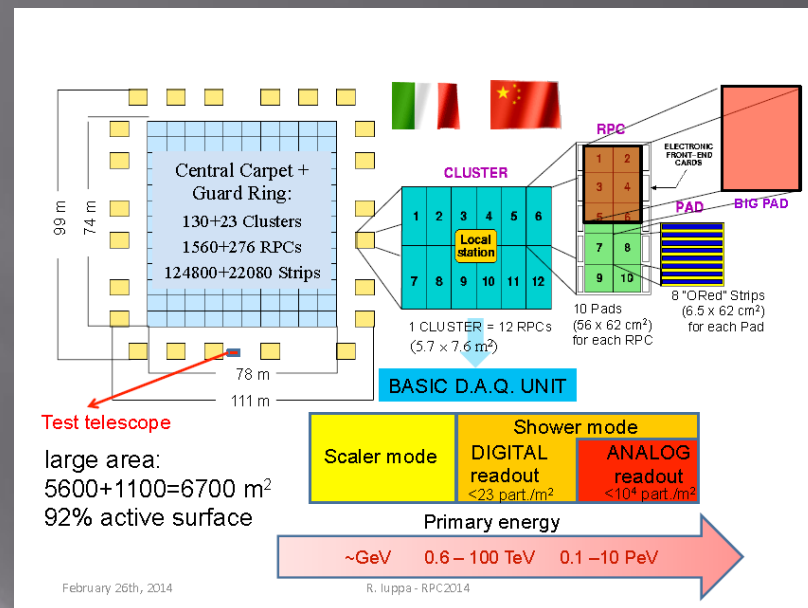 99 m
74 m
Central Carpet +
Guard Ring:
130+23 Clusters
1560+276 RPCs
124800+22080 Strips
78 m
111 m
Test telescope
large area:
5600+1100=6700 m²
92% active surface
CLUSTER
1 2 3 4 5 6
Local
station
7 8 9 10 11 12
1 CLUSTER = 12 RPCs
(5.7 × 7.6 m²)
BASIC D.A.Q. UNIT
RPC
1 2
3 4
5 6
7 8
9 10
ELECTRONIC
FRONT-END
CARDS
10 Pads
(56 x 62 cm²)
for each RPC
PAD
8 "ORed" Strips
(6.5 x 62 cm²)
for each Pad
BIG PAD
Scaler mode
Shower mode
DIGITAL
readout
<23 part./m²
ANALOG
readout
<10⁴ part./m²
Primary energy
~GeV 0.6 – 100 TeV 0.1 –10 PeV
February 26th, 2014
R. Iuppa - RPC2014